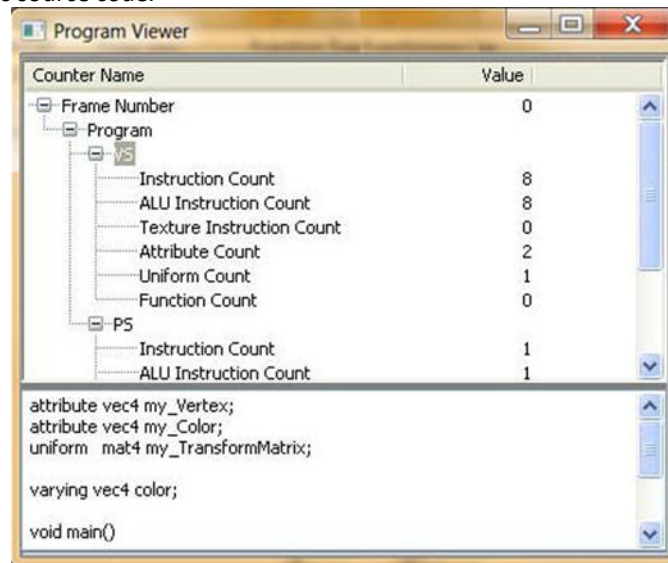 Program Viewer
Counter Name Value
Frame Number 0
Program
VS
Instruction Count 8
ALU Instruction Count 8
Texture Instruction Count 0
Attribute Count 2
Uniform Count 1
Function Count 0
PS
Instruction Count 1
ALU Instruction Count 1
attribute vec4 my_Vertex;
attribute vec4 my_Color;
uniform mat4 my_TransformMatrix;
varying vec4 color;
void main()